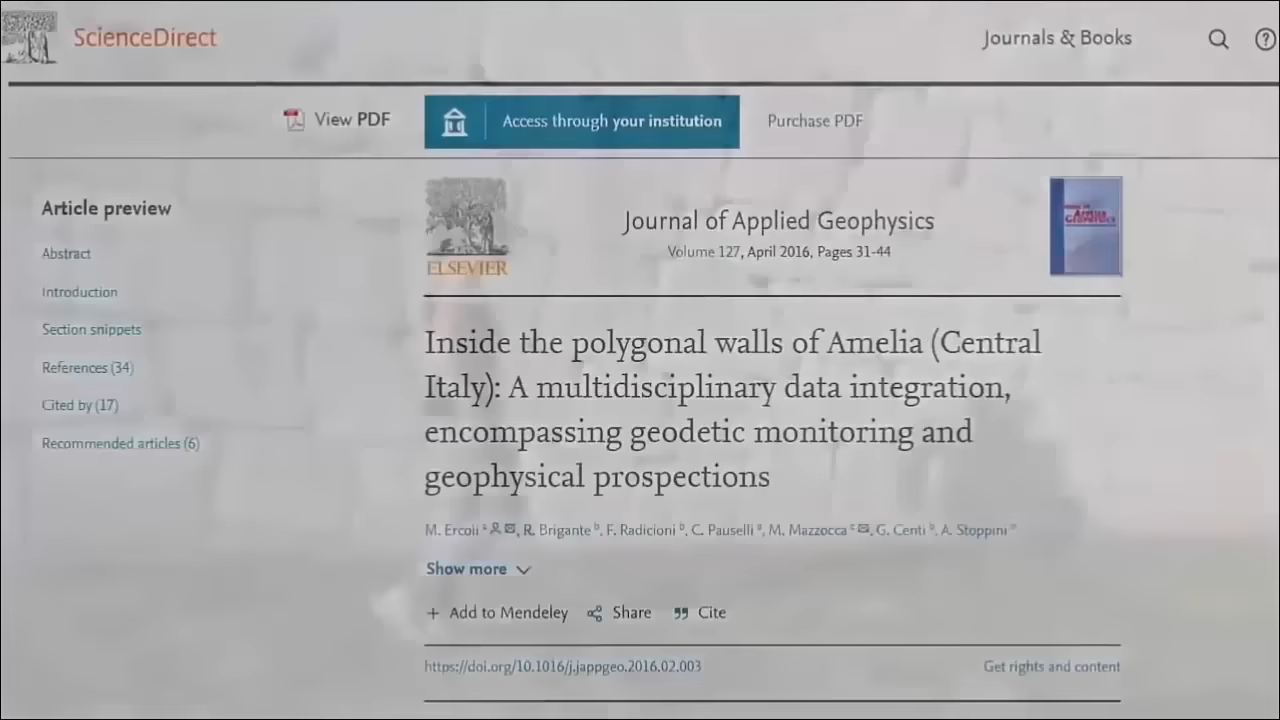 ScienceDirect
Journals & Books
View PDF
Access through your institution
Purchase PDF
Article preview
Abstract
Introduction
Section snippets
References (34)
Cited by (17)
Recommended articles (6)
ELSEVIER
Journal of Applied Geophysics
Volume 127, April 2016, Pages 31-44
Inside the polygonal walls of Amelia (Central
Italy): A multidisciplinary data integration,
encompassing geodetic monitoring and
geophysical prospections
M. Ercoli, R. Brigante b, F. Radicioni b, C. Pauselli a, M. Mazzocca c, G. Centi b, A. Stoppini
Show more
+ Add to Mendeley
Share
Cite
https://doi.org/10.1016/j.jappgeo.2016.02.003
Get rights and content